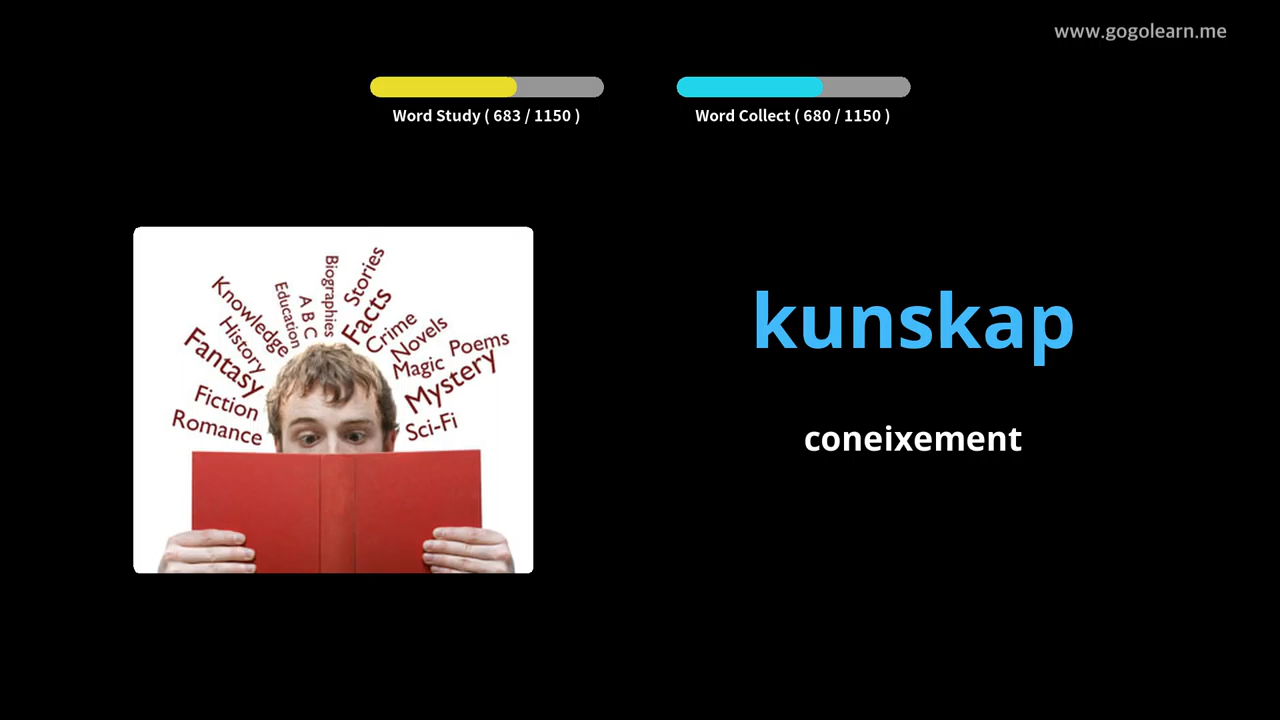 www.gogolearn.me
Word Study ( 683 / 1150 )
Word Collect ( 680 / 1150 )
Stories
Biographies
Facts
Education
A B C
Knowledge
Crime
Novels
History
Poems
Fantasy
Magic
Mystery
Fiction
Romance
Sci-Fi
kunskap
coneixement